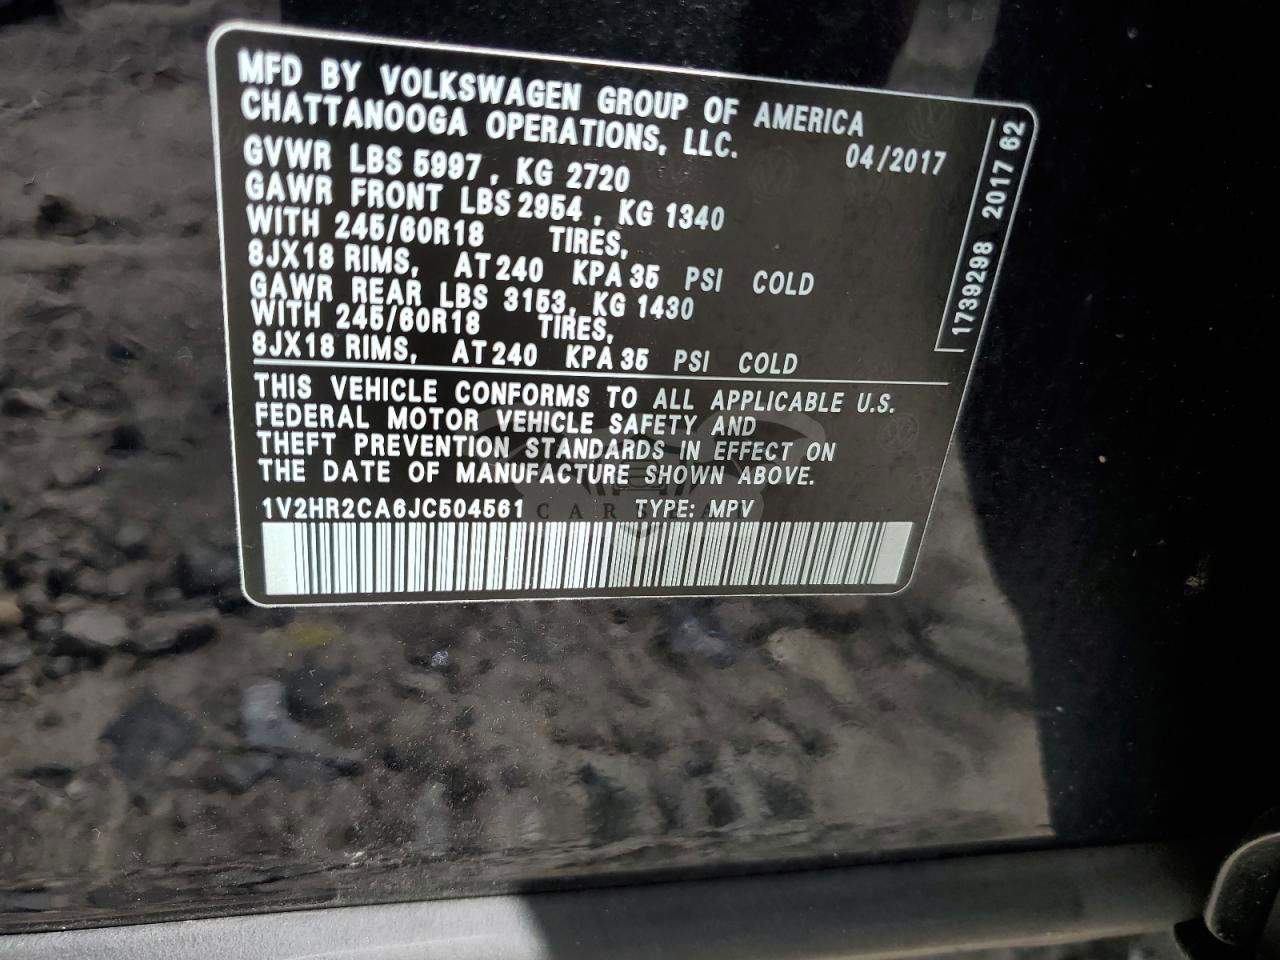 MFD BY VOLKSWAGEN GROUP OF AMERICA
CHATTANOOGA OPERATIONS, LLC.
04/2017
GVWR LBS 5997, KG 2720
GAWR FRONT LBS 2954, KG 1340
WITH 245/60R18 TIRES,
8JX18 RIMS, AT 240 KPA 35 PSI COLD
GAWR REAR LBS 3153, KG 1430
WITH 245/60R18 TIRES,
8JX18 RIMS, AT 240 KPA 35 PSI COLD
THIS VEHICLE CONFORMS TO ALL APPLICABLE U.S.
FEDERAL MOTOR VEHICLE SAFETY AND
THEFT PREVENTION STANDARDS IN EFFECT ON
THE DATE OF MANUFACTURE SHOWN ABOVE.
1V2HR2CA6JC504561 TYPE: MPV
1739298 2017 62